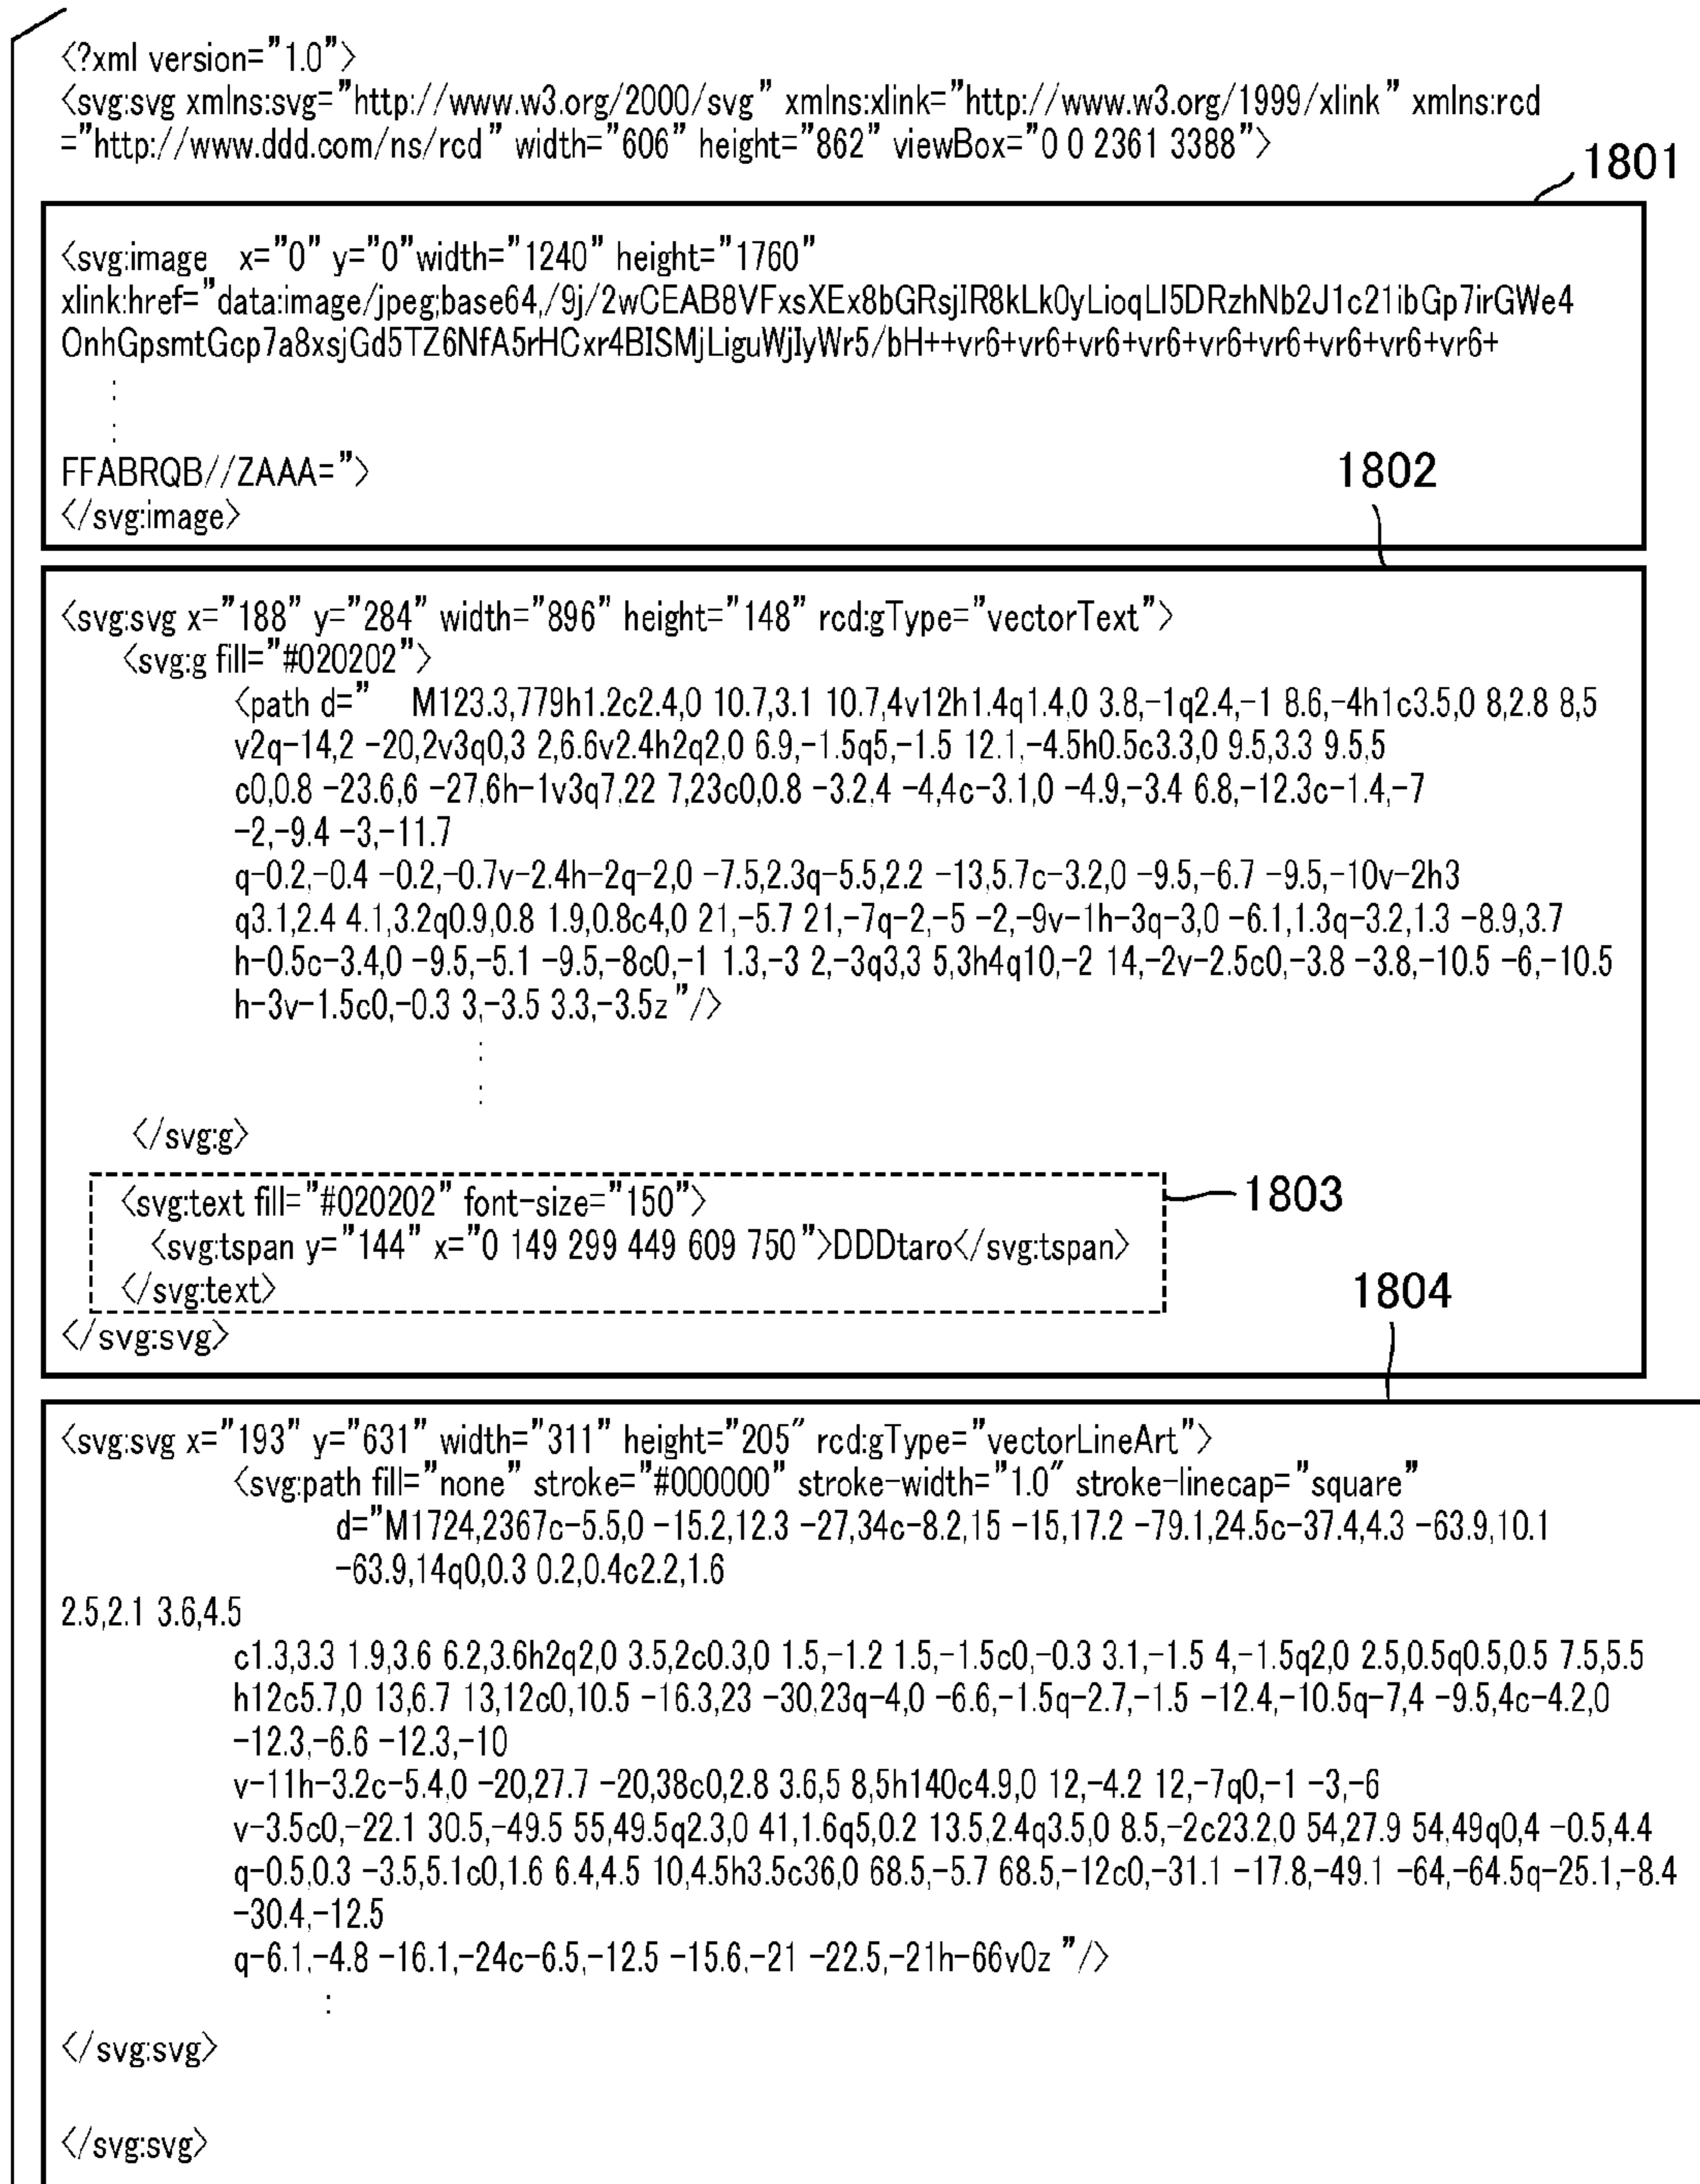 <?xml version="1.0">
<svg:svg xmlns:svg="http://www.w3.org/2000/svg" xmlns:xlink="http://www.w3.org/1999/xlink" xmlns:rcd
="http://www.ddd.com/ns/rcd" width="606" height="862" viewBox="0 0 2361 3388">
1801
<svg:image x="0" y="0"width="1240" height="1760"
xlink:href="data:image/jpeg;base64,/9j/2wCEAB8VFxsXEx8bGRsjIR8kLk0yLioqLl5DRzhNb2J1c21ibGp7irGWe4
OnhGpsmtGcp7a8xsjGd5TZ6NfA5rHCxr4BISMjLiguWjIyWr5/bH++vr6+vr6+vr6+vr6+vr6+vr6+vr6+vr6+vr6+
:
:
FFABRQB//ZAAA=">
</svg:image>
1802
<svg:svg x="188" y="284" width="896" height="148" rcd:gType="vectorText">
<svg:g fill="#020202">
<path d=" M123.3,779h1.2c2.4,0 10.7,3.1 10.7,4v12h1.4q1.4,0 3.8,-1q2.4,-1 8.6,-4h1c3.5,0 8,2.8 8,5
v2q-14,2 -20,2v3q0,3 2,6.6v2.4h2q2,0 6.9,-1.5q5,-1.5 12.1,-4.5h0.5c3.3,0 9.5,3.3 9.5,5
c0,0.8 -23.6,6 -27,6h-1v3q7,22 7,23c0,0.8 -3.2,4 -4,4c-3.1,0 -4.9,-3.4 6.8,-12.3c-1.4,-7
-2,-9.4 -3,-11.7
q-0.2,-0.4 -0.2,-0.7v-2.4h-2q-2,0 -7.5,2.3q-5.5,2.2 -13,5.7c-3.2,0 -9.5,-6.7 -9.5,-10v-2h3
q3.1,2.4 4.1,3.2q0.9,0.8 1.9,0.8c4,0 21,-5.7 21,-7q-2,-5 -2,-9v-1h-3q-3,0 -6.1,1.3q-3.2,1.3 -8.9,3.7
h-0.5c-3.4,0 -9.5,-5.1 -9.5,-8c0,-1 1.3,-3 2,-3q3,3 5,3h4q10,-2 14,-2v-2.5c0,-3.8 -3.8,-10.5 -6,-10.5
h-3v-1.5c0,-0.3 3,-3.5 3.3,-3.5z "/>
:
:
</svg:g>
<svg:text fill="#020202" font-size="150">
1803
<svg:tspan y="144" x="0 149 299 449 609 750">DDDtaro</svg:tspan>
</svg:text>
</svg:svg>
1804
<svg:svg x="193" y="631" width="311" height="205" rcd:gType="vectorLineArt">
<svg:path fill="none" stroke="#000000" stroke-width="1.0" stroke-linecap="square"
d="M1724,2367c-5.5,0 -15.2,12.3 -27,34c-8.2,15 -15,17.2 -79.1,24.5c-37.4,4.3 -63.9,10.1
-63.9,14q0,0.3 0.2,0.4c2.2,1.6
2.5,2.1 3.6,4.5
c1.3,3.3 1.9,3.6 6.2,3.6h2q2,0 3.5,2c0.3,0 1.5,-1.2 1.5,-1.5c0,-0.3 3.1,-1.5 4,-1.5q2,0 2.5,0.5q0.5,0.5 7.5,5.5
h12c5.7,0 13,6.7 13,12c0,10.5 -16.3,23 -30,23q-4,0 -6.6,-1.5q-2.7,-1.5 -12.4,-10.5q-7,4 -9.5,4c-4.2,0
-12.3,-6.6 -12.3,-10
v-11h-3.2c-5.4,0 -20,27.7 -20,38c0,2.8 3.6,5 8,5h140c4.9,0 12,-4.2 12,-7q0,-1 -3,-6
v-3.5c0,-22.1 30.5,-49.5 55,49.5q2.3,0 41,1.6q5,0.2 13.5,2.4q3.5,0 8.5,-2c23.2,0 54,27.9 54,49q0,4 -0.5,4.4
q-0.5,0.3 -3.5,5.1c0,1.6 6.4,4.5 10,4.5h3.5c36,0 68.5,-5.7 68.5,-12c0,-31.1 -17.8,-49.1 -64,-64.5q-25.1,-8.4
-30.4,-12.5
q-6.1,-4.8 -16.1,-24c-6.5,-12.5 -15.6,-21 -22.5,-21h-66v0z "/>
:
</svg:svg>
</svg:svg>